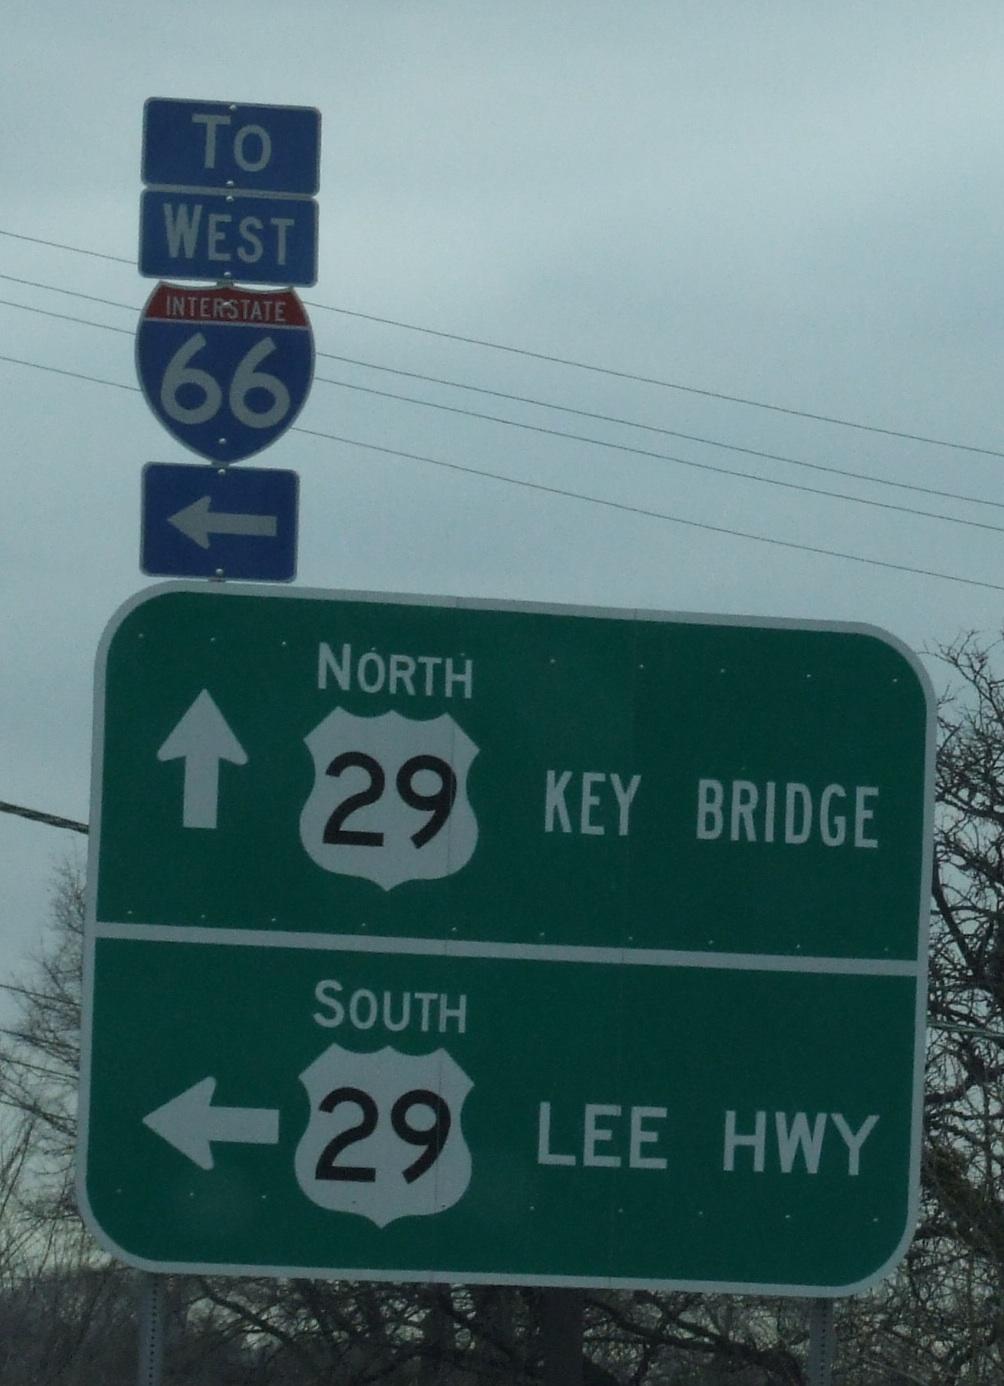 TO
WEST
INTERSTATE
66
NORTH
29 KEY BRIDGE
SOUTH
29 LEE HWY